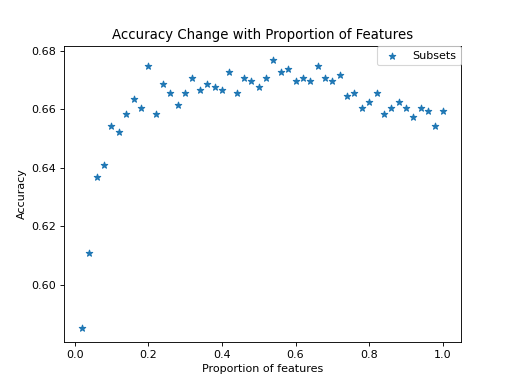 Accuracy Change with Proportion of Features
Subsets
0.68
0.66
0.64
0.62
0.60
Accuracy
0.0 0.2 0.4 0.6 0.8 1.0
Proportion of features